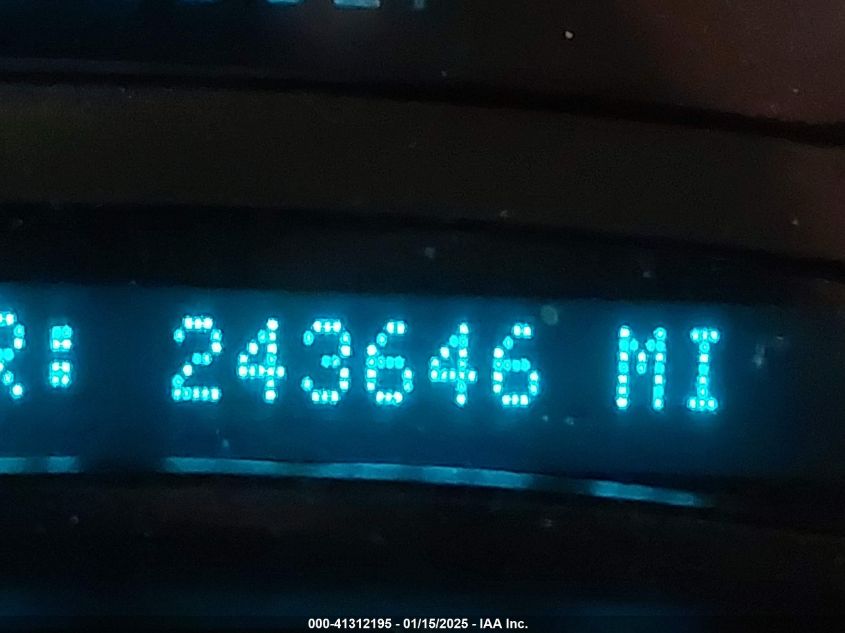 R: 243646 MI
000-41312195 - 01/15/2025 - IAA Inc.